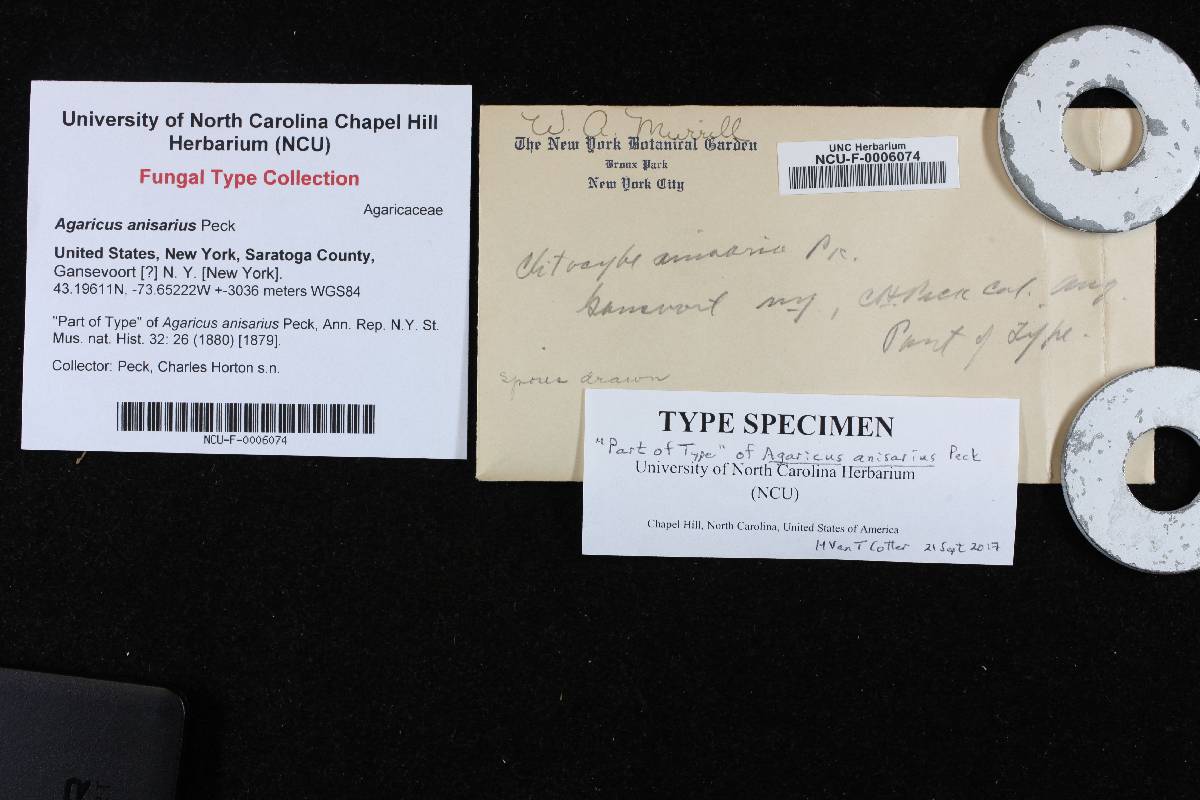 University of North Carolina Chapel Hill
Herbarium (NCU)
Fungal Type Collection
Agaricaceae
Agaricus anisarius Peck
United States, New York, Saratoga County,
Gansevoort [?] N. Y. [New York].
43.19611N, -73.65222W +-3036 meters WGS84
"Part of Type" of Agaricus anisarius Peck, Ann. Rep. N.Y. St.
Mus. nat. Hist. 32: 26 (1880) [1879].
Collector: Peck, Charles Horton s.n.
NCU-F-0006074
W. A. Murrill
The New York Botanical Garden
Bronx Park
New York City
UNC Herbarium
NCU-F-0006074
Clitocybe anisaria Pk.
NY, CH Peck Col. Aug.
Part of Type.
Spores drawn
TYPE SPECIMEN
"Part of Type" of Agaricus anisarius Peck
University of North Carolina Herbarium
(NCU)
Chapel Hill, North Carolina, United States of America
H Van T Cotter 21 Sept 2017